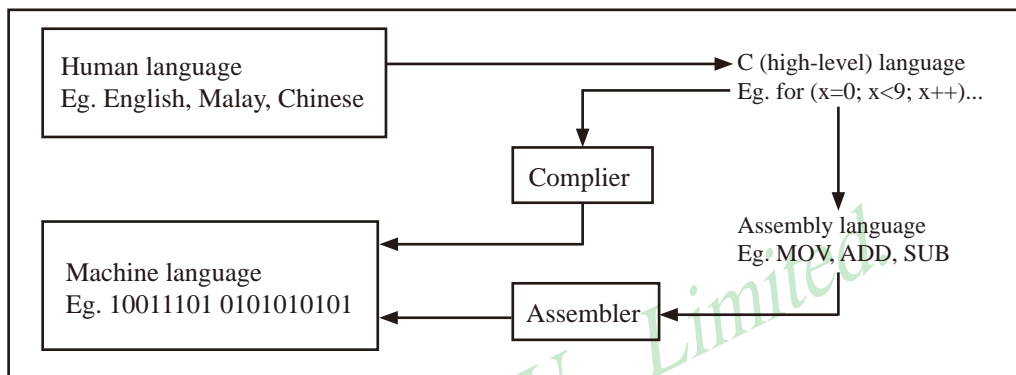 Human language
Eg. English, Malay, Chinese
C (high-level) language
Eg. for (x=0; x<9; x++)...
Complier
Assembly language
Eg. MOV, ADD, SUB
Machine language
Eg. 10011101 0101010101
Assembler
Limited.